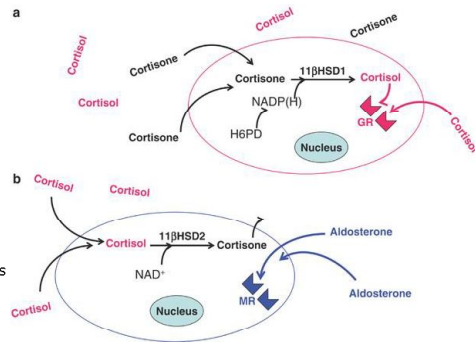 a
Cortisol
Cortisone
Cortisol
Cortisone
Cortisone
11βHSD1
Cortisol
Cortisol
NADP(H)
GR
H6PD
Cortisone
Nucleus
Cortisol
b
Cortisol
Cortisol
11βHSD2
Aldosterone
Cortisol
Cortisone
s
NAD⁺
MR
Aldosterone
Cortisol
Nucleus